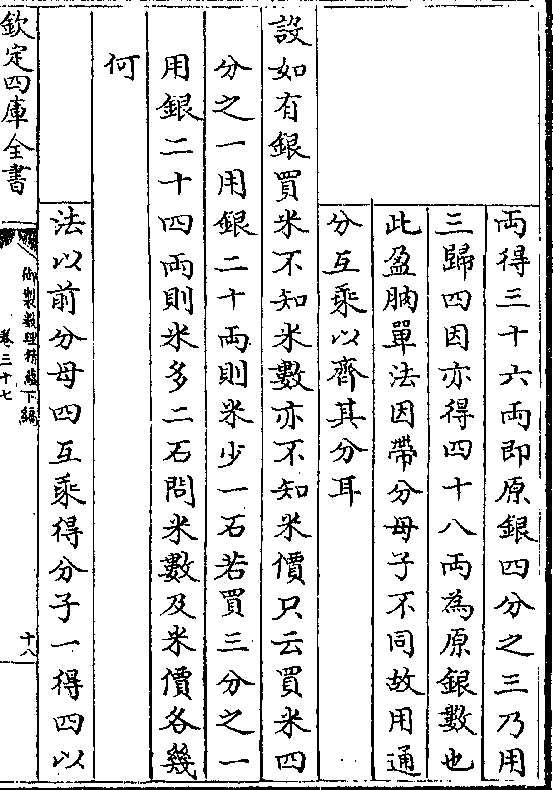 兩得三十六兩即原銀四分之三乃用
三歸四因亦得四十八兩為原銀數也
此盈朒單法因帶分母子不同故用通
分互乘以齊其分耳
設如有銀買米不知米數亦不知米價只云買米四
分之一用銀二十兩則米少一石若買三分之一
用銀二十四兩則米多二石問米數及米價各幾
何
法以前分母四互乘得分子一得四以
欽定四庫全書
御製數理精蘊下編
卷三十七
十八